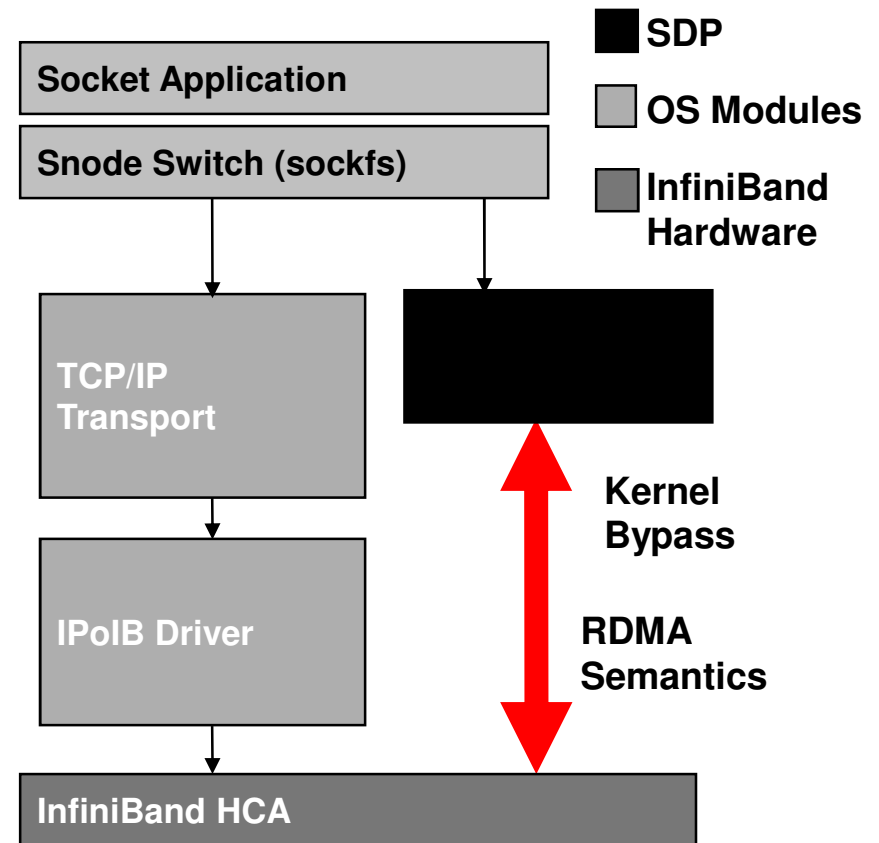 SDP
Socket Application
OS Modules
Snode Switch (sockfs)
InfiniBand
Hardware
TCP/IP
Transport
Kernel
Bypass
IPoIB Driver
RDMA
Semantics
InfiniBand HCA